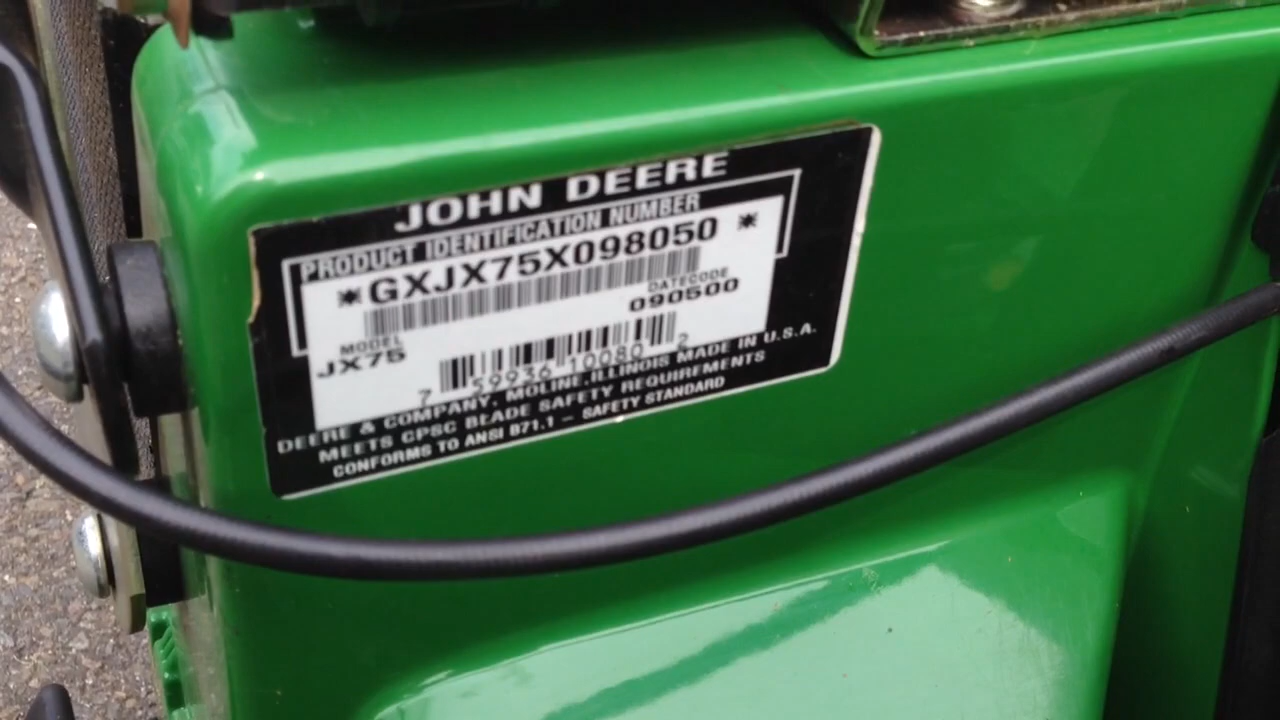 JOHN DEERE
PRODUCT IDENTIFICATION NUMBER
*GXJX75X098050 *
DATECODE
090500
MODEL
JX75
7 59936 10080 2
DEERE & COMPANY, MOLINE, ILLINOIS MADE IN U.S.A.
MEETS CPSC BLADE SAFETY REQUIREMENTS
CONFORMS TO ANSI B71.1 – SAFETY STANDARD